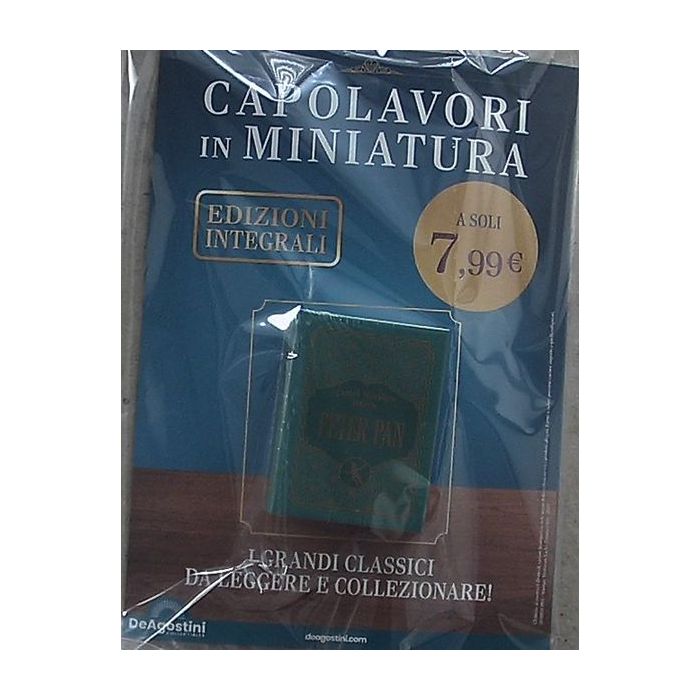 CAPOLAVORI
IN MINIATURA
EDIZIONI
INTEGRALI
A SOLI
7,99€
PETER PAN
I GRANDI CLASSICI
DA LEGGERE E COLLEZIONARE!
DeAgostini
deagostini.com